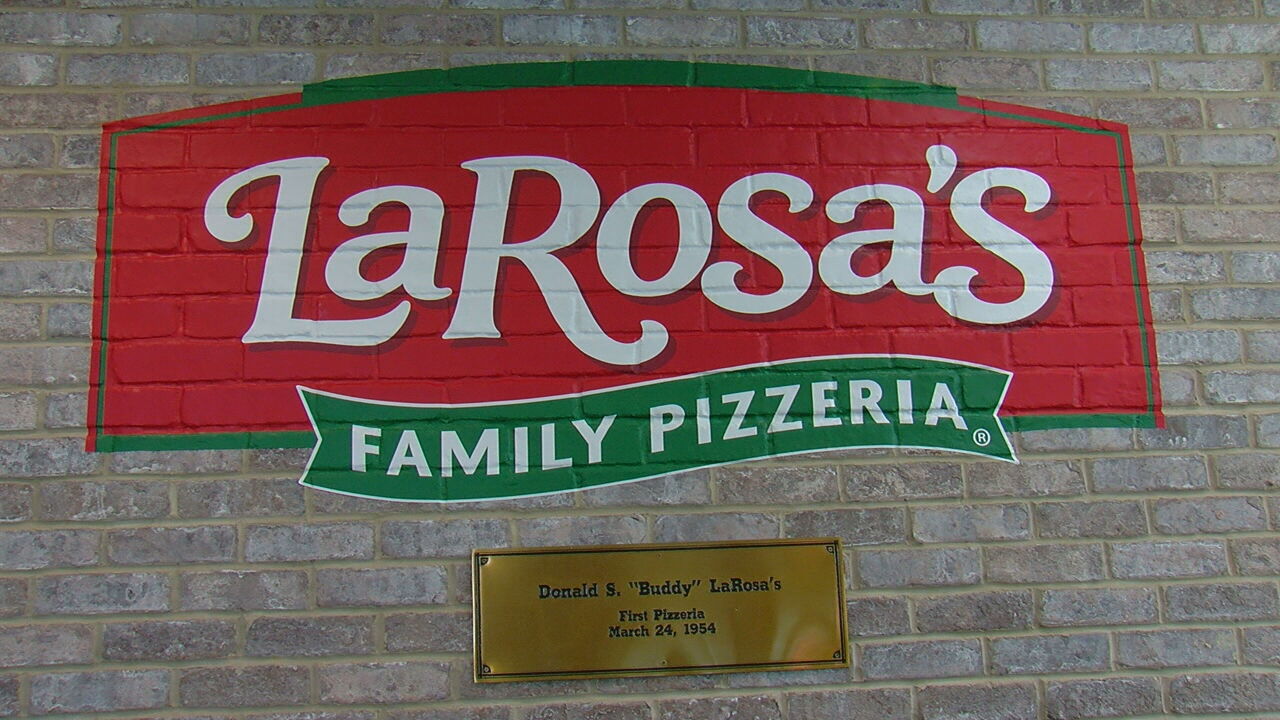 LaRosa's
FAMILY PIZZERIA ®
Donald S. "Buddy" LaRosa's
First Pizzeria
March 24, 1954